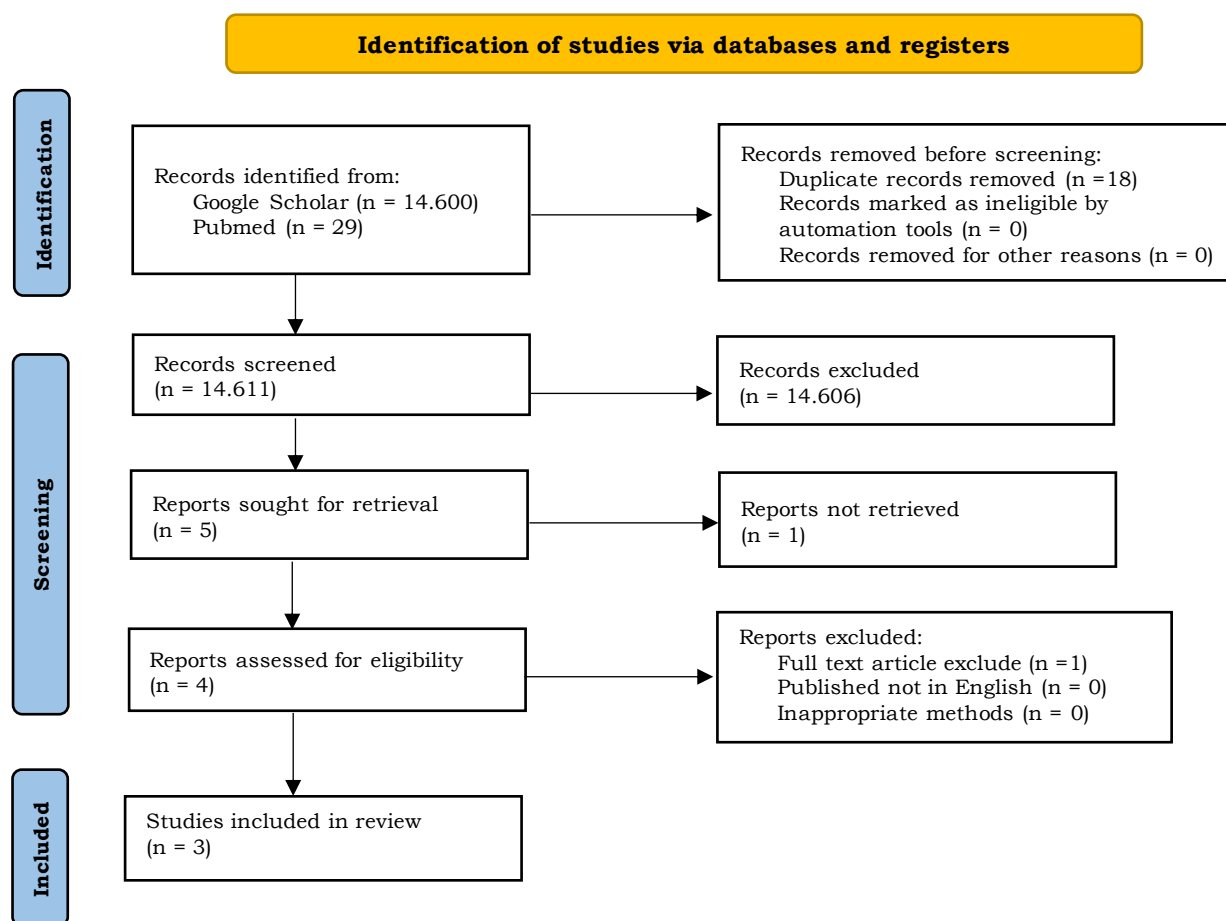 Identification of studies via databases and registers
Identification
Records identified from:
Google Scholar (n = 14.600)
Pubmed (n = 29)
Records removed before screening:
Duplicate records removed (n =18)
Records marked as ineligible by
automation tools (n = 0)
Records removed for other reasons (n = 0)
Screening
Records screened
(n = 14.611)
Records excluded
(n = 14.606)
Reports sought for retrieval
(n = 5)
Reports not retrieved
(n = 1)
Reports assessed for eligibility
(n = 4)
Reports excluded:
Full text article exclude (n =1)
Published not in English (n = 0)
Inappropriate methods (n = 0)
Included
Studies included in review
(n = 3)